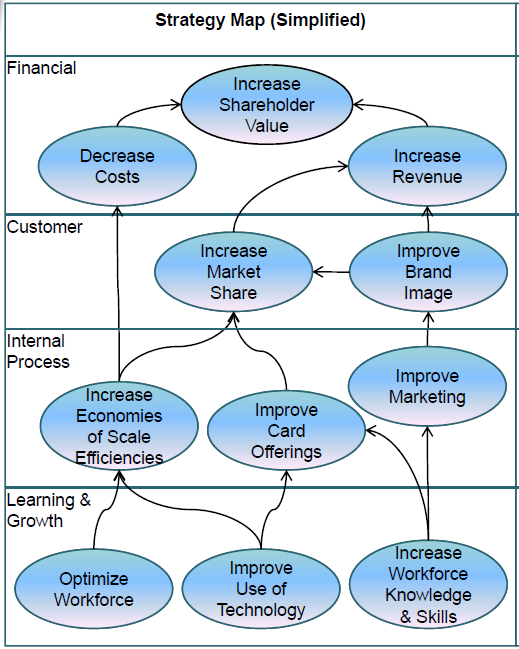 Strategy Map (Simplified)
Financial
Increase
Shareholder
Value
Decrease
Costs
Increase
Revenue
Customer
Increase
Market
Share
Improve
Brand
Image
Internal
Process
Increase
Economies
of Scale
Efficiencies
Improve
Card
Offerings
Improve
Marketing
Learning &
Growth
Optimize
Workforce
Improve
Use of
Technology
Increase
Workforce
Knowledge
& Skills